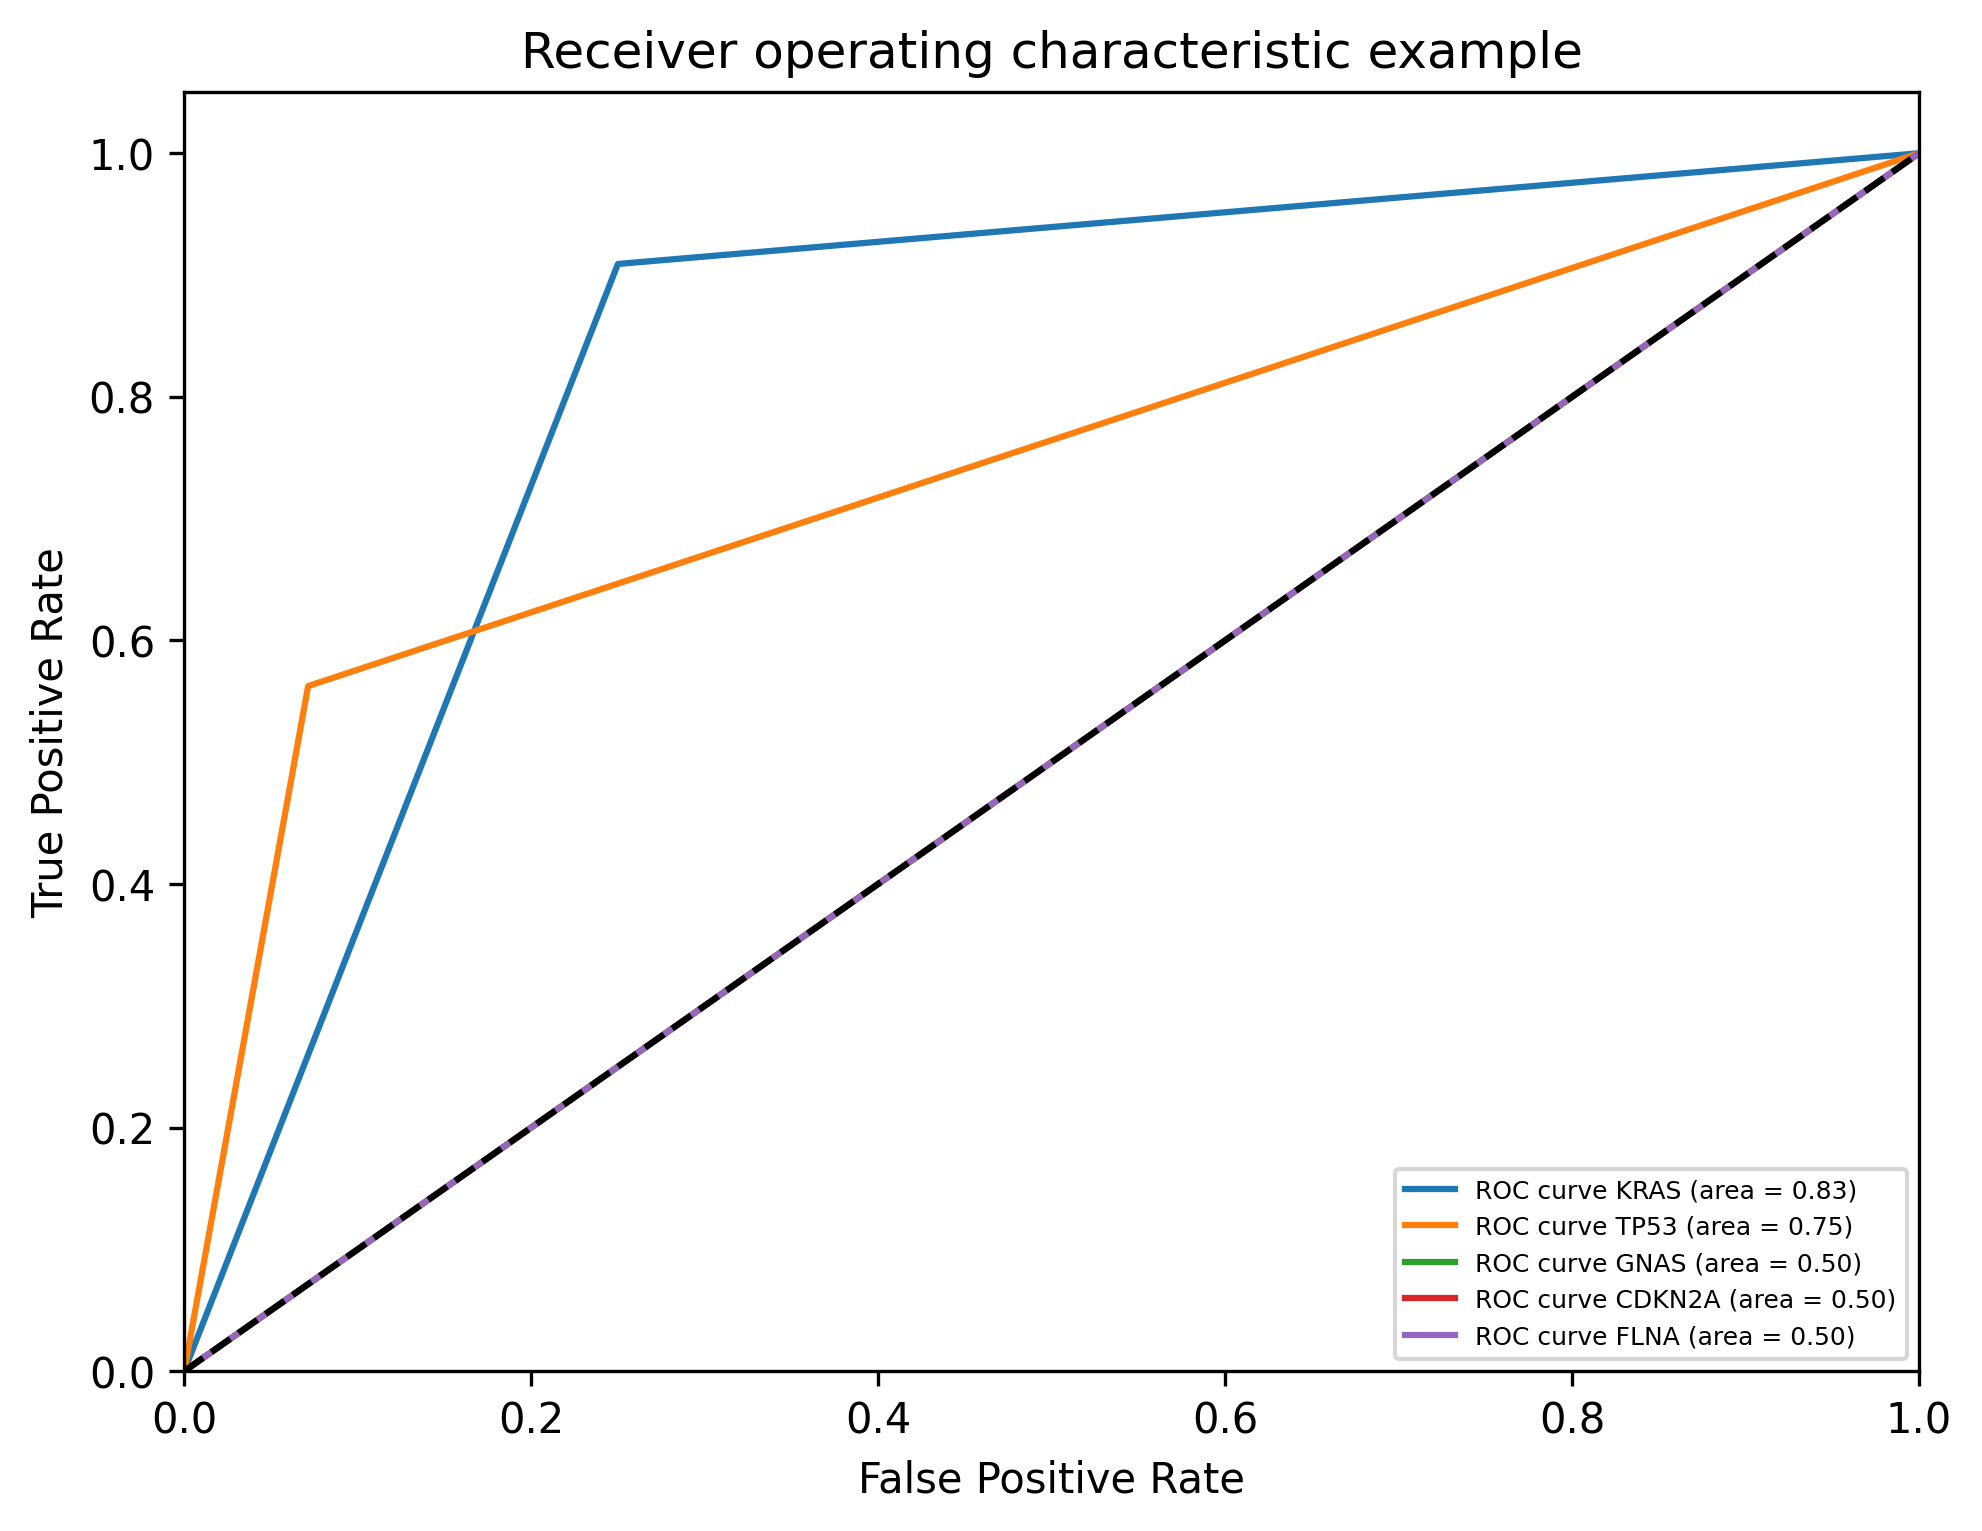 Receiver operating characteristic example
1.0
0.8
0.6
0.4
0.2
0.0
True Positive Rate
ROC curve KRAS (area = 0.83)
ROC curve TP53 (area = 0.75)
ROC curve GNAS (area = 0.50)
ROC curve CDKN2A (area = 0.50)
ROC curve FLNA (area = 0.50)
0.0 0.2 0.4 0.6 0.8 1.0
False Positive Rate